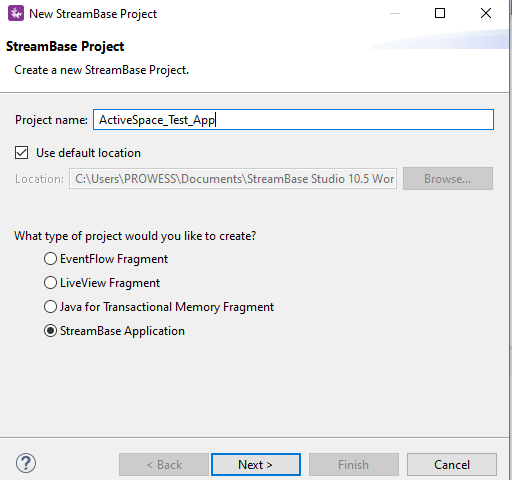 New StreamBase Project
StreamBase Project
Create a new StreamBase Project.
Project name: ActiveSpace_Test_App
Use default location
Location: C:\Users\PROWESS\Documents\StreamBase Studio 10.5 Wor Browse...
What type of project would you like to create?
EventFlow Fragment
LiveView Fragment
Java for Transactional Memory Fragment
StreamBase Application
? < Back Next > Finish Cancel